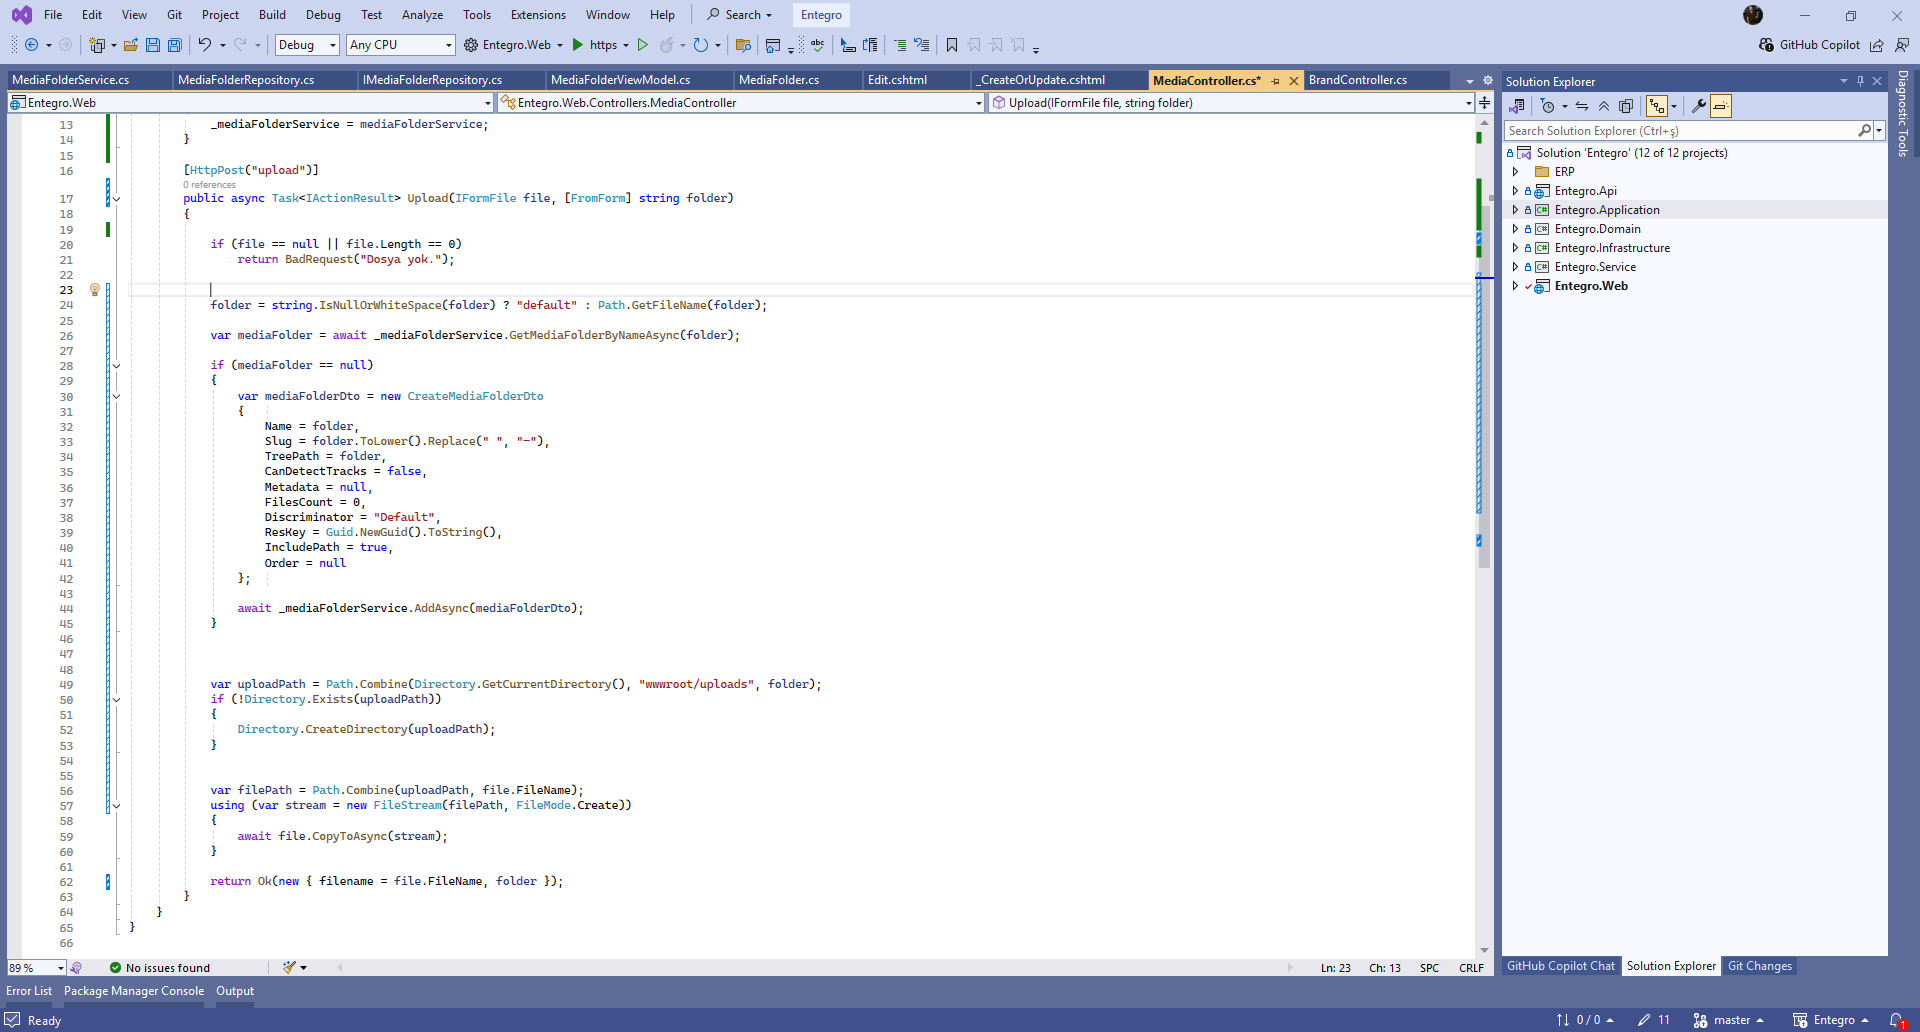 File Edit View Git Project Build Debug Test Analyze Tools Extensions Window Help Search Entegro
Debug Any CPU Entegro.Web https GitHub Copilot
MediaFolderService.cs MediaFolderRepository.cs IMediaFolderRepository.cs MediaFolderViewModel.cs MediaFolder.cs Edit.cshtml _CreateOrUpdate.cshtml MediaController.cs* BrandController.cs
Entegro.Web Entegro.Web.Controllers.MediaController Upload(IFormFile file, string folder)
13 _mediaFolderService = mediaFolderService;
14 }
15
16 [HttpPost("upload")]
0 references
17 public async Task<IActionResult> Upload(IFormFile file, [FromForm] string folder)
18 {
19
20 if (file == null || file.Length == 0)
21 return BadRequest("Dosya yok.");
22
23
24 folder = string.IsNullOrWhiteSpace(folder) ? "default" : Path.GetFileName(folder);
25
26 var mediaFolder = await _mediaFolderService.GetMediaFolderByNameAsync(folder);
27
28 if (mediaFolder == null)
29 {
30 var mediaFolderDto = new CreateMediaFolderDto
31 {
32 Name = folder,
33 Slug = folder.ToLower().Replace(" ", "-"),
34 TreePath = folder,
35 CanDetectTracks = false,
36 Metadata = null,
37 FilesCount = 0,
38 Discriminator = "Default",
39 ResKey = Guid.NewGuid().ToString(),
40 IncludePath = true,
41 Order = null
42 };
43
44 await _mediaFolderService.AddAsync(mediaFolderDto);
45 }
46
47
48
49 var uploadPath = Path.Combine(Directory.GetCurrentDirectory(), "wwwroot/uploads", folder);
50 if (!Directory.Exists(uploadPath))
51 {
52 Directory.CreateDirectory(uploadPath);
53 }
54
55
56 var filePath = Path.Combine(uploadPath, file.FileName);
57 using (var stream = new FileStream(filePath, FileMode.Create))
58 {
59 await file.CopyToAsync(stream);
60 }
61
62 return Ok(new { filename = file.FileName, folder });
63 }
64 }
65 }
66
89 % No issues found Ln: 23 Ch: 13 SPC CRLF
Solution Explorer
Search Solution Explorer (Ctrl+ş)
Solution 'Entegro' (12 of 12 projects)
ERP
Entegro.Api
Entegro.Application
Entegro.Domain
Entegro.Infrastructure
Entegro.Service
Entegro.Web
GitHub Copilot Chat Solution Explorer Git Changes
Diagnostic Tools
Error List Package Manager Console Output
Ready 0 / 0 11 master Entegro 1